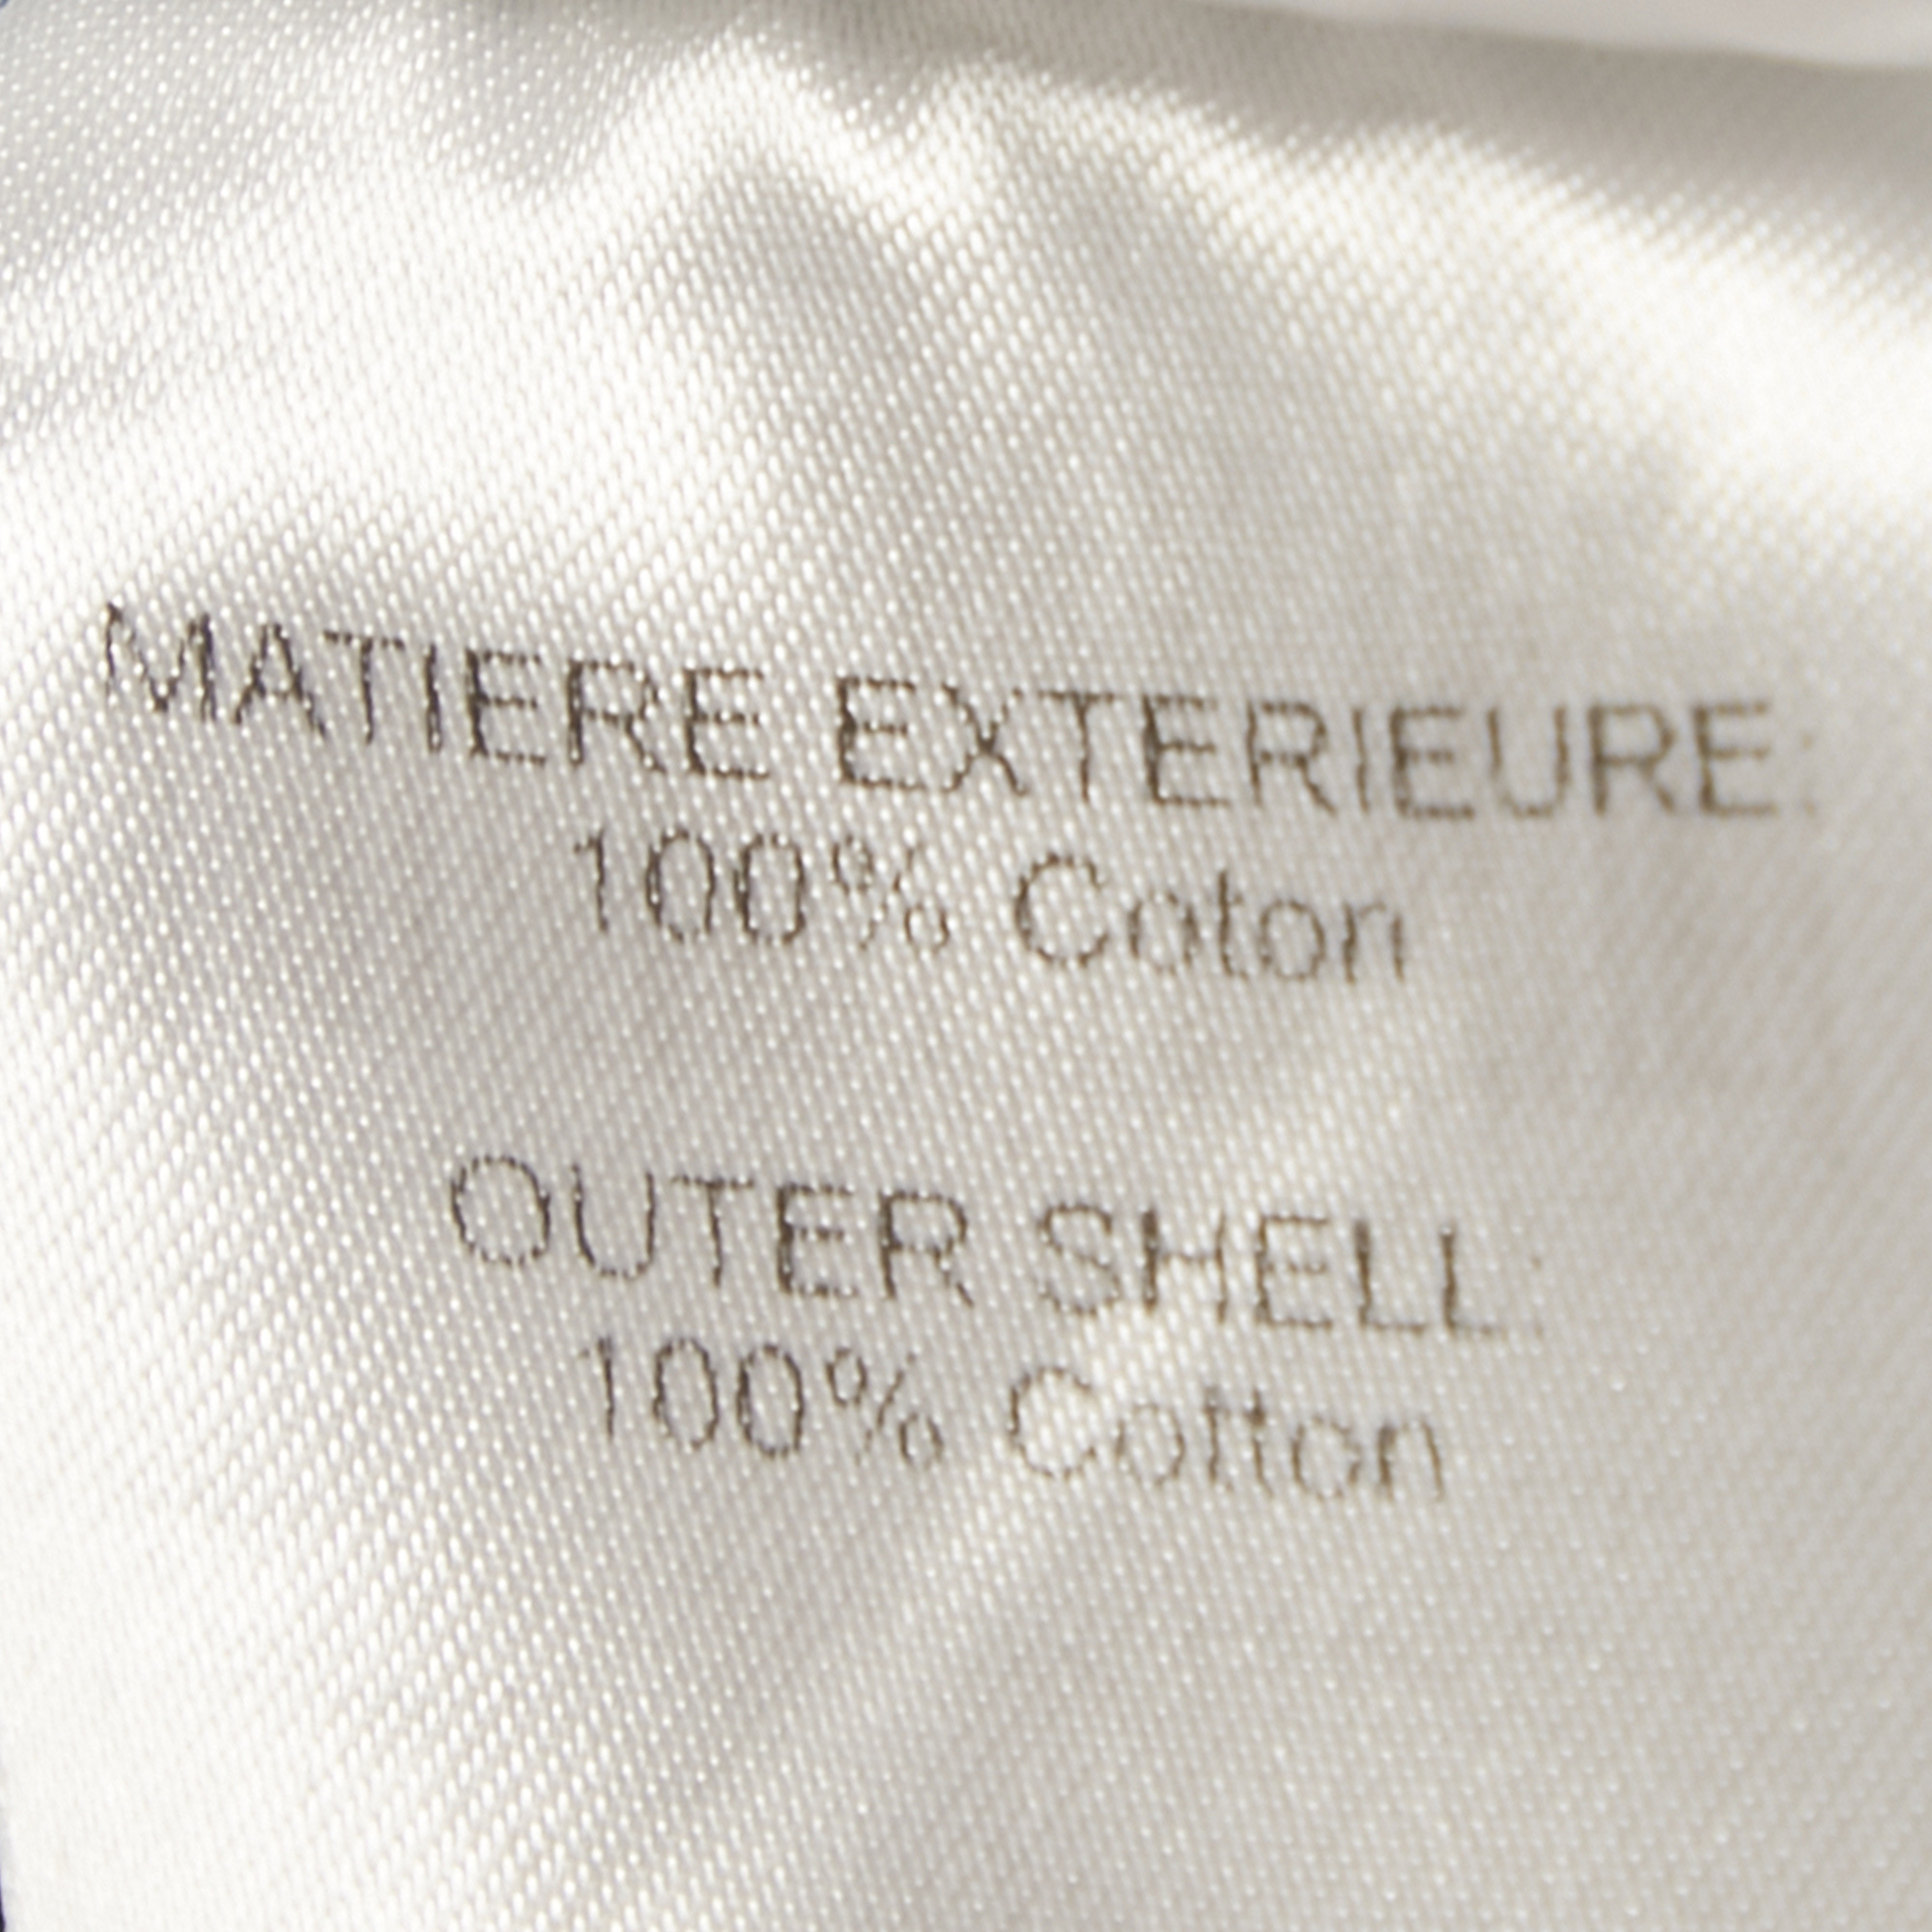 MATIERE EXTERIEURE:
100% Coton
OUTER SHELL:
100% Cotton